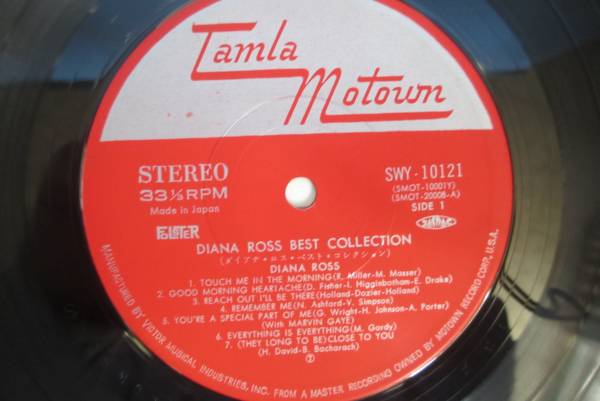 Tamla
Motown
STEREO
33⅓ RPM
Made in Japan
SWY-10121
(SMOT-10001Y)
(SMOT-20008-A)
SIDE 1
DIANA ROSS BEST COLLECTION
(ダイアナ・ロス・ベスト・コレクション)
DIANA ROSS
1. TOUCH ME IN THE MORNING(R. Miller-M. Masser)
2. GOOD MORNING HEARTACHE(D. Fisher-I. Higginbotham-E. Drake)
3. REACH OUT I'LL BE THERE(Holland-Dozier-Holland)
4. REMEMBER ME(N. Ashford-V. Simpson)
5. YOU'RE A SPECIAL PART OF ME(G. Wright-H. Johnson-A. Porter)
(With MARVIN GAYE)
6. EVERYTHING IS EVERYTHING(M. Gordy)
7. (THEY LONG TO BE)CLOSE TO YOU
(H. David-B. Bacharach)
MANUFACTURED BY VICTOR MUSICAL INDUSTRIES, INC. FROM A MASTER RECORDING OWNED BY MOTOWN RECORD CORP. U.S.A.